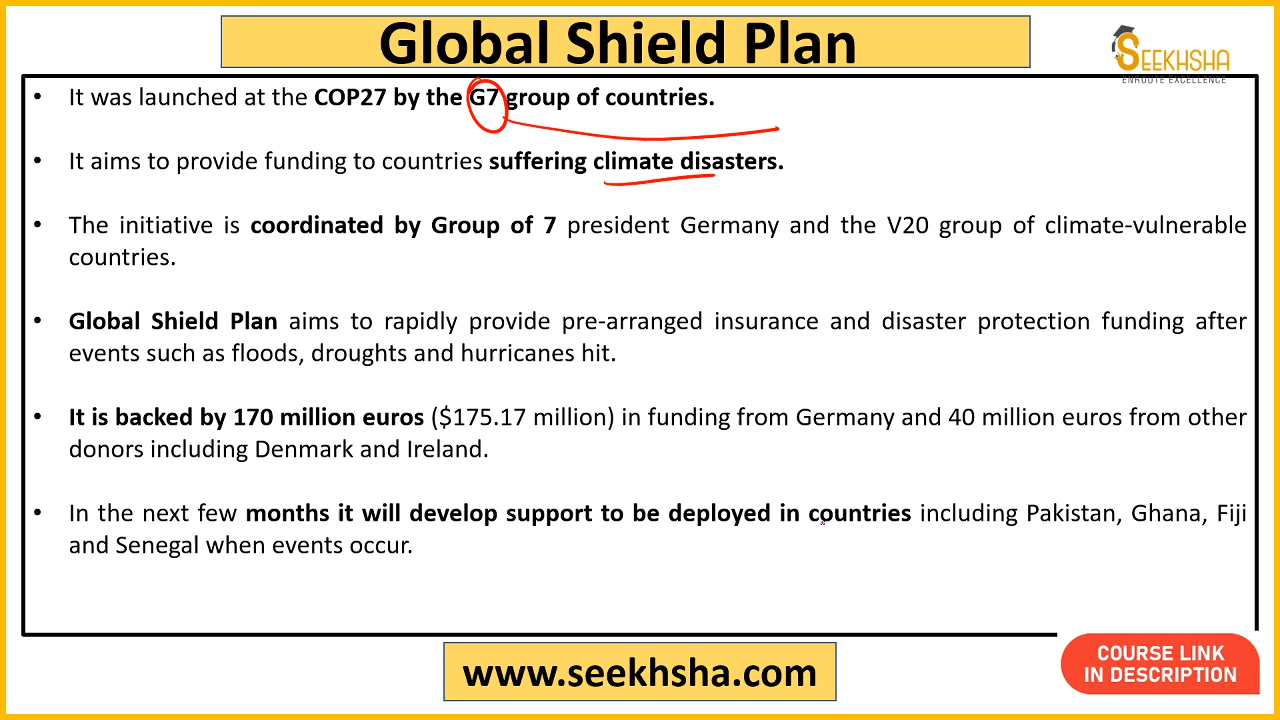 Global Shield Plan
SEEKHSHA
ENROUTE EXCELLENCE
• It was launched at the COP27 by the G7 group of countries.
• It aims to provide funding to countries suffering climate disasters.
• The initiative is coordinated by Group of 7 president Germany and the V20 group of climate-vulnerable
countries.
• Global Shield Plan aims to rapidly provide pre-arranged insurance and disaster protection funding after
events such as floods, droughts and hurricanes hit.
• It is backed by 170 million euros ($175.17 million) in funding from Germany and 40 million euros from other
donors including Denmark and Ireland.
• In the next few months it will develop support to be deployed in countries including Pakistan, Ghana, Fiji
and Senegal when events occur.
www.seekhsha.com
COURSE LINK
IN DESCRIPTION